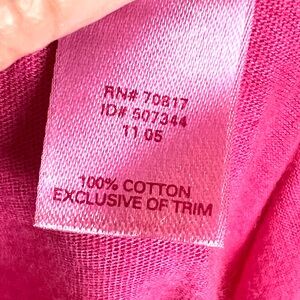 RN# 70817
ID# 507344
11 05
100% COTTON
EXCLUSIVE OF TRIM